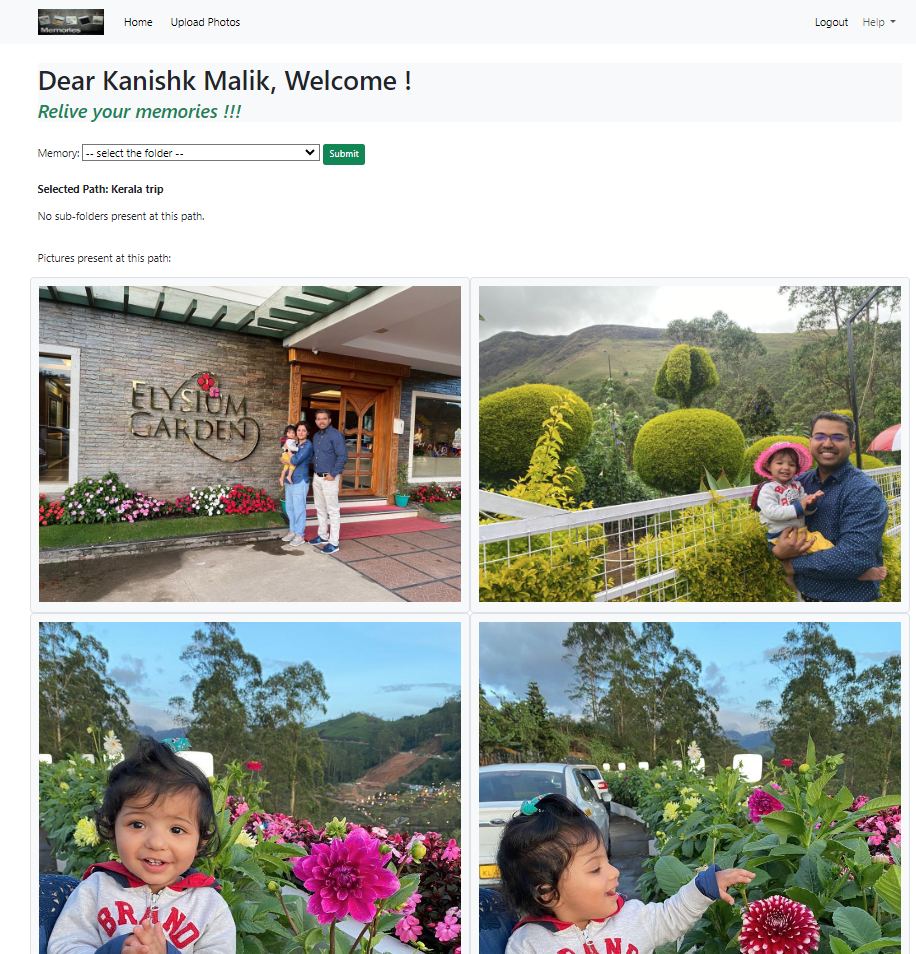 Memories
Home
Upload Photos
Logout
Help
Dear Kanishk Malik, Welcome !
Relive your memories !!!
Memory:
-- select the folder --
Submit
Selected Path: Kerala trip
No sub-folders present at this path.
Pictures present at this path:
ELYSIUM
GARDEN
BRAND